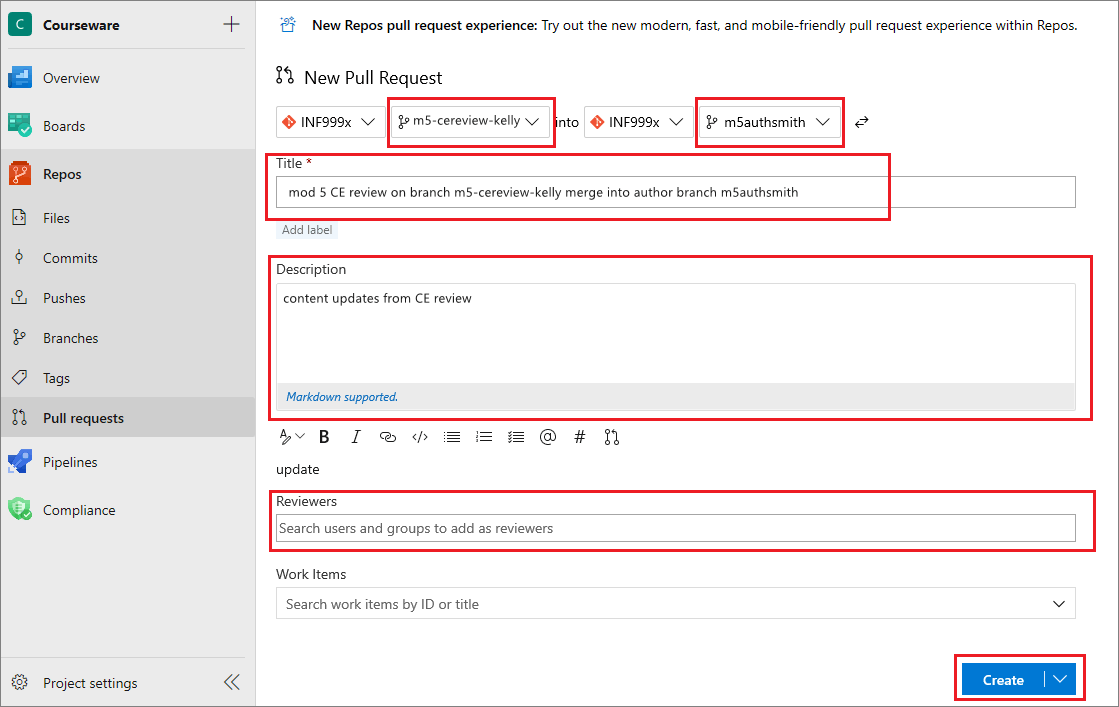 C Courseware
Overview
Boards
Repos
Files
Commits
Pushes
Branches
Tags
Pull requests
Pipelines
Compliance
Project settings
New Repos pull request experience: Try out the new modern, fast, and mobile-friendly pull request experience within Repos.
New Pull Request
INF999x m5-cereview-kelly into INF999x m5authsmith
Title *
mod 5 CE review on branch m5-cereview-kelly merge into author branch m5authsmith
Add label
Description
content updates from CE review
Markdown supported.
B I </> @ #
update
Reviewers
Search users and groups to add as reviewers
Work Items
Search work items by ID or title
Create